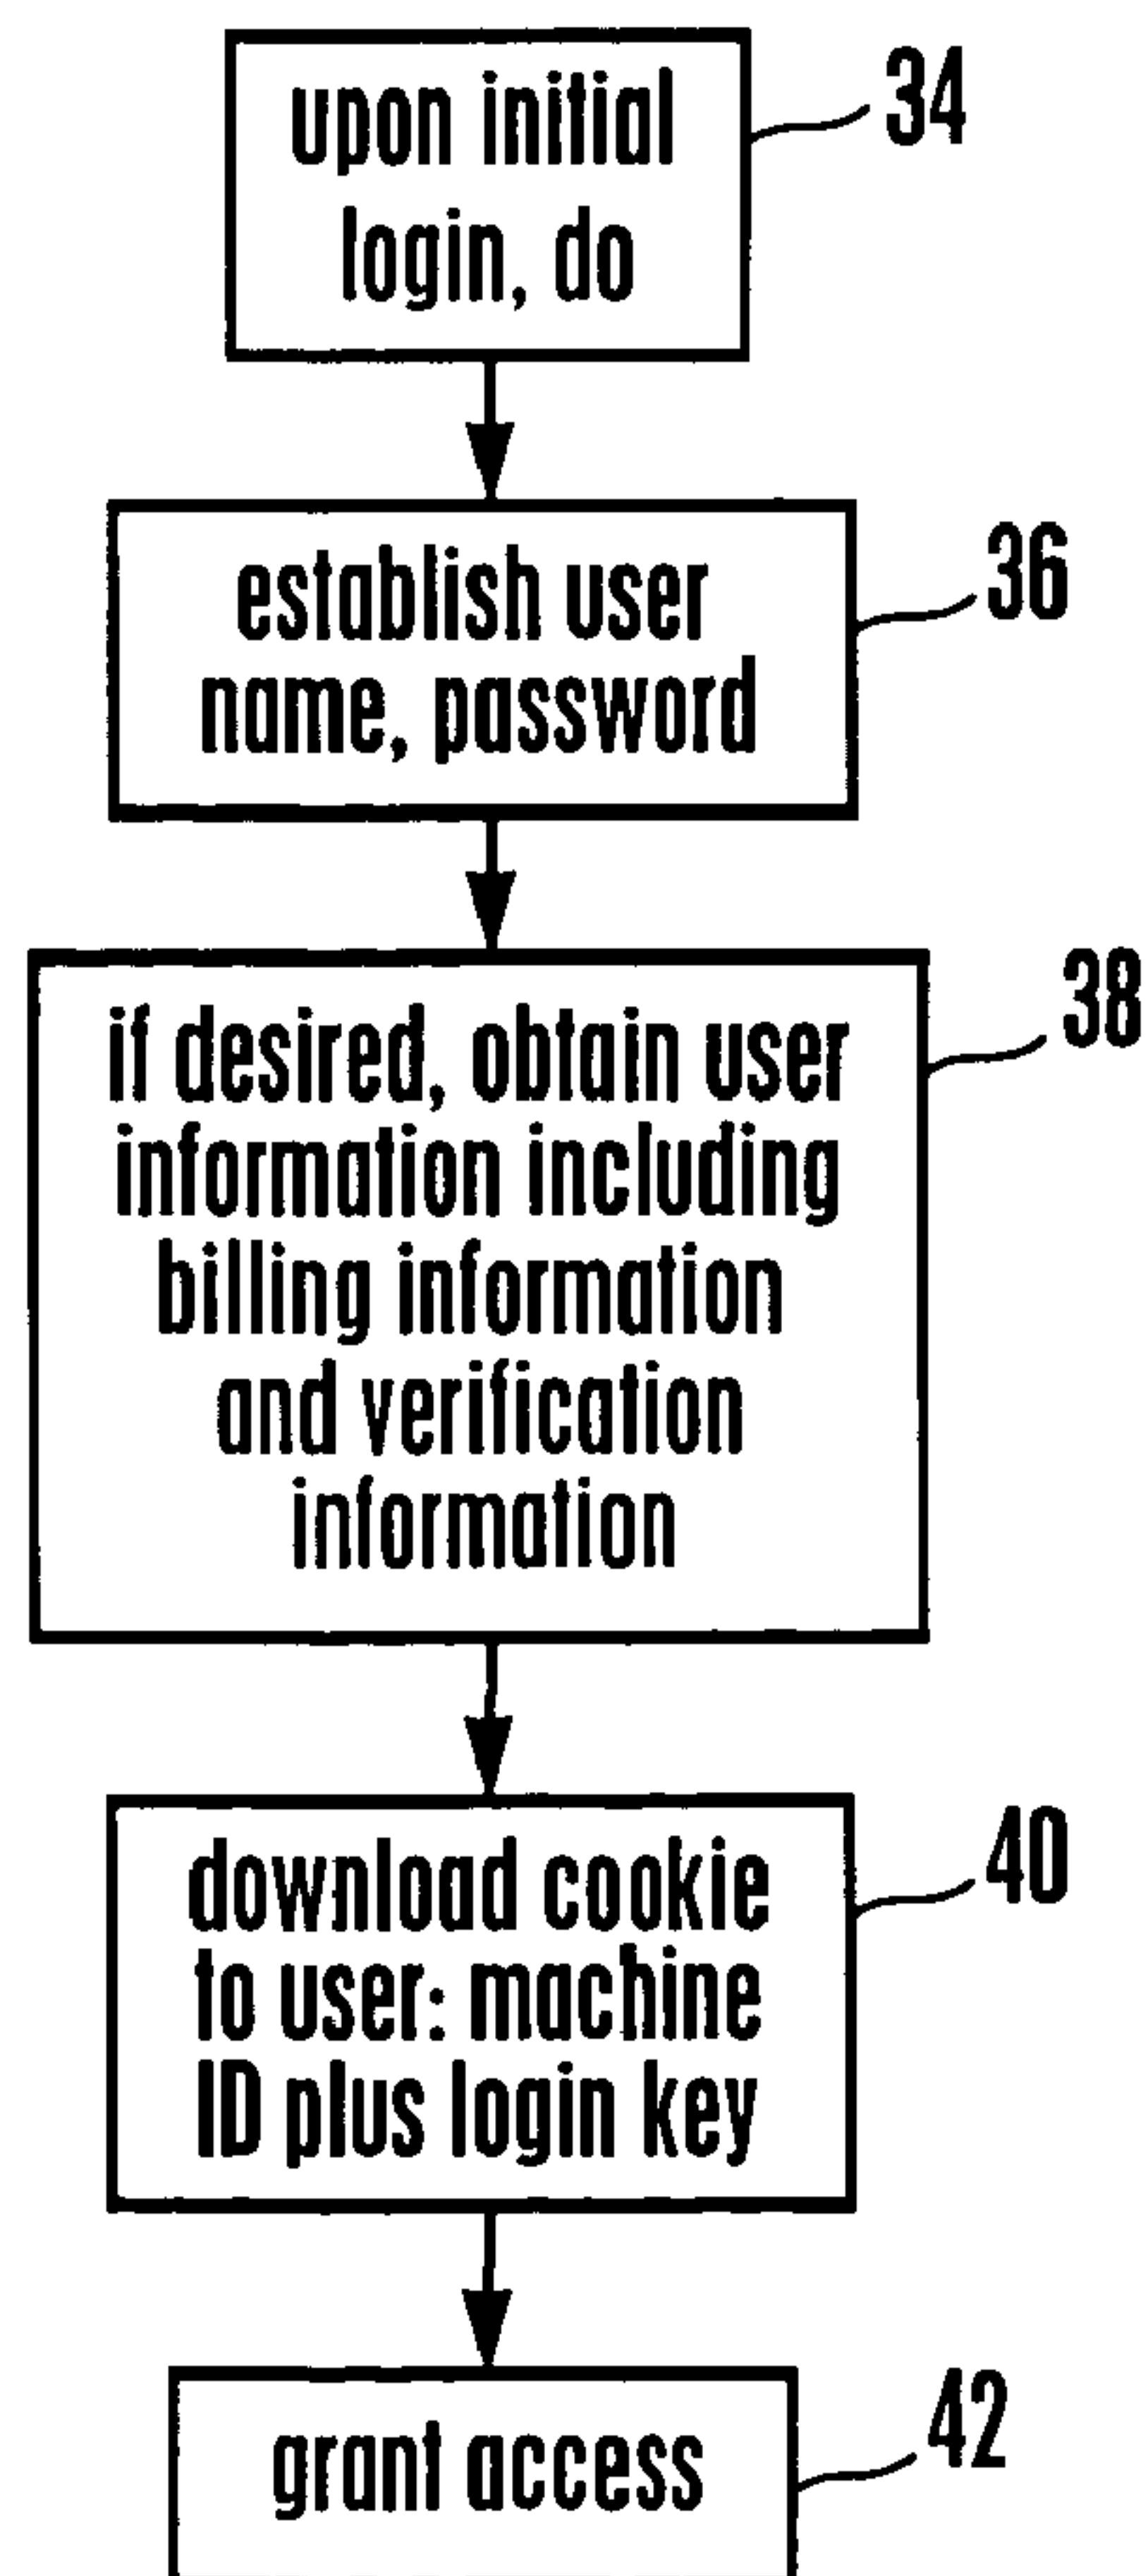 upon initial
login, do
34
establish user
name, password
36
if desired, obtain user
information including
billing information
and verification
information
38
download cookie
to user: machine
ID plus login key
40
grant access
42